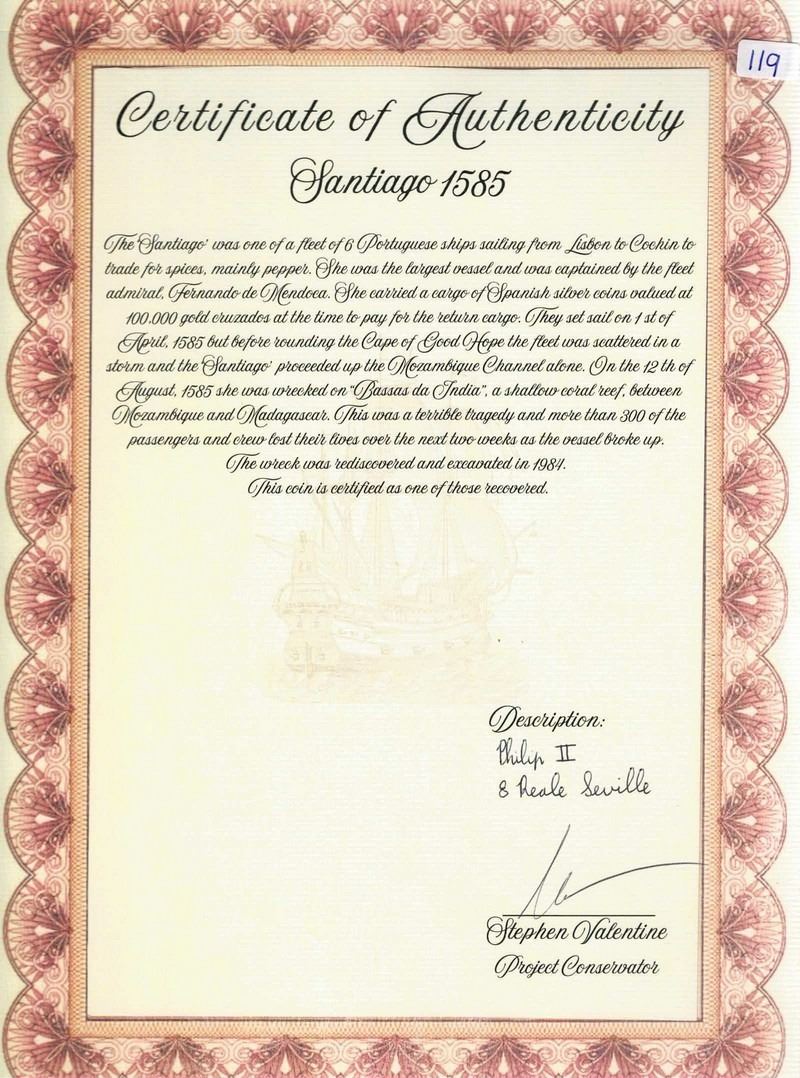 119
Certificate of Authenticity
Santiago 1585
The 'Santiago' was one of a fleet of 6 Portuguese ships sailing from Lisbon to Cochin to
trade for spices, mainly pepper. She was the largest vessel and was captained by the fleet
admiral, Fernando de Mendoca. She carried a cargo of Spanish silver coins valued at
100.000 gold cruzados at the time to pay for the return cargo. They set sail on 1 st of
April, 1585 but before rounding the Cape of Good Hope the fleet was scattered in a
storm and the 'Santiago' proceeded up the Mozambique Channel alone. On the 12 th of
August, 1585 she was wrecked on "Bassas da India", a shallow coral reef, between
Mozambique and Madagascar. This was a terrible tragedy and more than 300 of the
passengers and crew lost their lives over the next two weeks as the vessel broke up.
The wreck was rediscovered and excavated in 1984.
This coin is certified as one of those recovered.
Description:
Philip II
8 Reale Seville
Stephen Valentine
Project Conservator